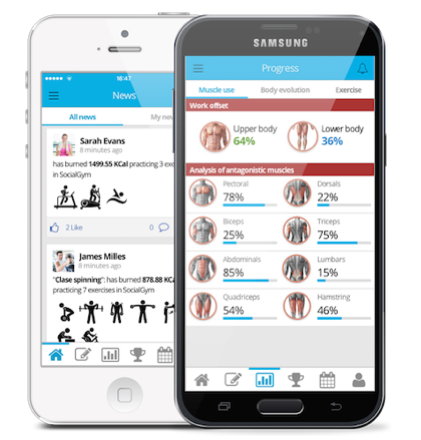 16:47
News
All news
My new
Sarah Evans
8 minutes ago
has burned 1499.55 KCal practicing 3 exe
in SocialGym
2 Like
0
James Milles
8 minutes ago
"Clase spinning": has burned 878.88 KCa
practicing 7 exercises in SocialGym
SAMSUNG
Progress
Muscle use
Body evolution
Exercise
Work offset
Upper body
64%
Lower body
36%
Analysis of antagonistic muscles
Pectoral
78%
Dorsals
22%
Biceps
25%
Triceps
75%
Abdominals
85%
Lumbars
15%
Quadriceps
54%
Hamstring
46%